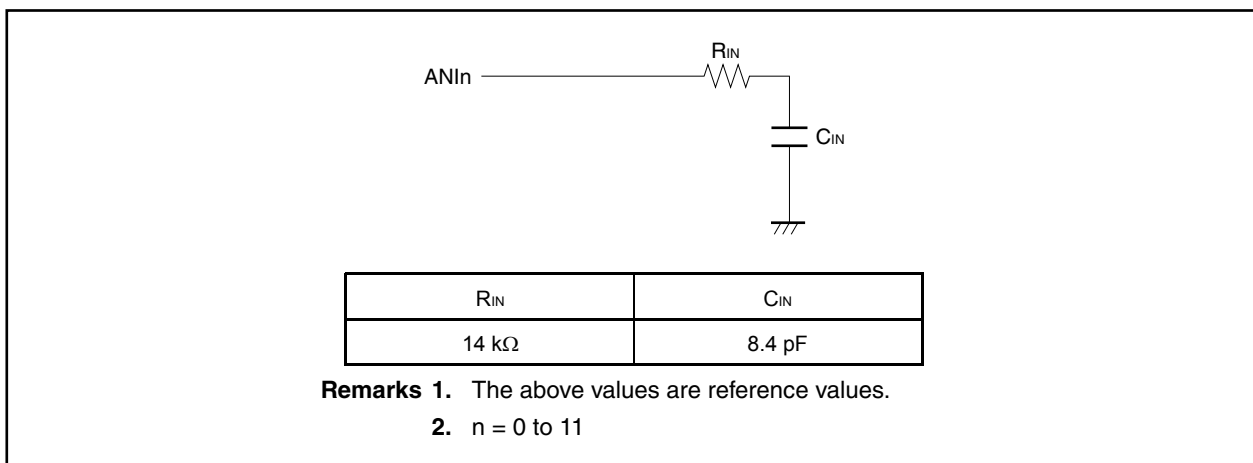 RIN
ANIn
CIN
RIN CIN
14 kΩ 8.4 pF
Remarks 1. The above values are reference values.
2. n = 0 to 11